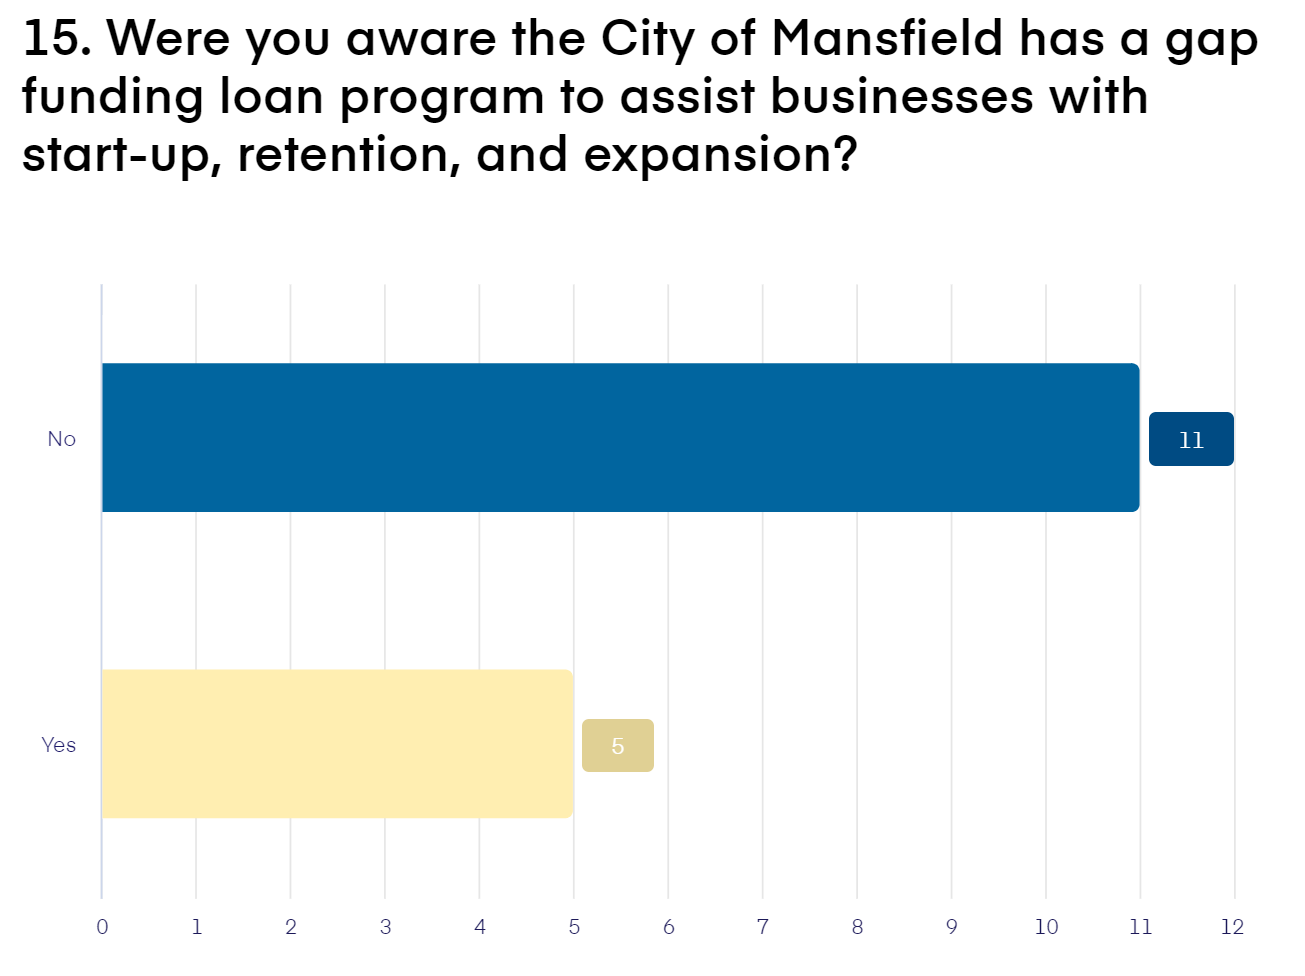 15. Were you aware the City of Mansfield has a gap
funding loan program to assist businesses with
start-up, retention, and expansion?
No
11
Yes
5
0 1 2 3 4 5 6 7 8 9 10 11 12